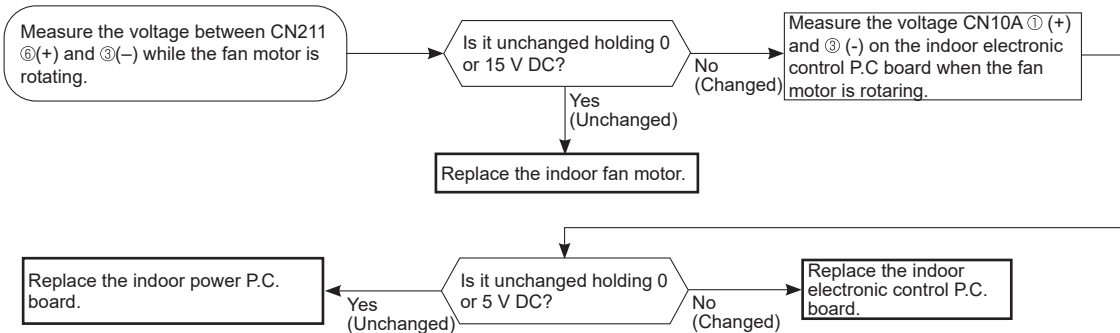 Measure the voltage between CN211
⑥(+) and ③(–) while the fan motor is
rotating.
Is it unchanged holding 0
or 15 V DC?
No
(Changed)
Measure the voltage CN10A ① (+)
and ③ (-) on the indoor electronic
control P.C board when the fan
motor is rotaring.
Yes
(Unchanged)
Replace the indoor fan motor.
Replace the indoor power P.C.
board.
Yes
(Unchanged)
Is it unchanged holding 0
or 5 V DC?
No
(Changed)
Replace the indoor
electronic control P.C.
board.